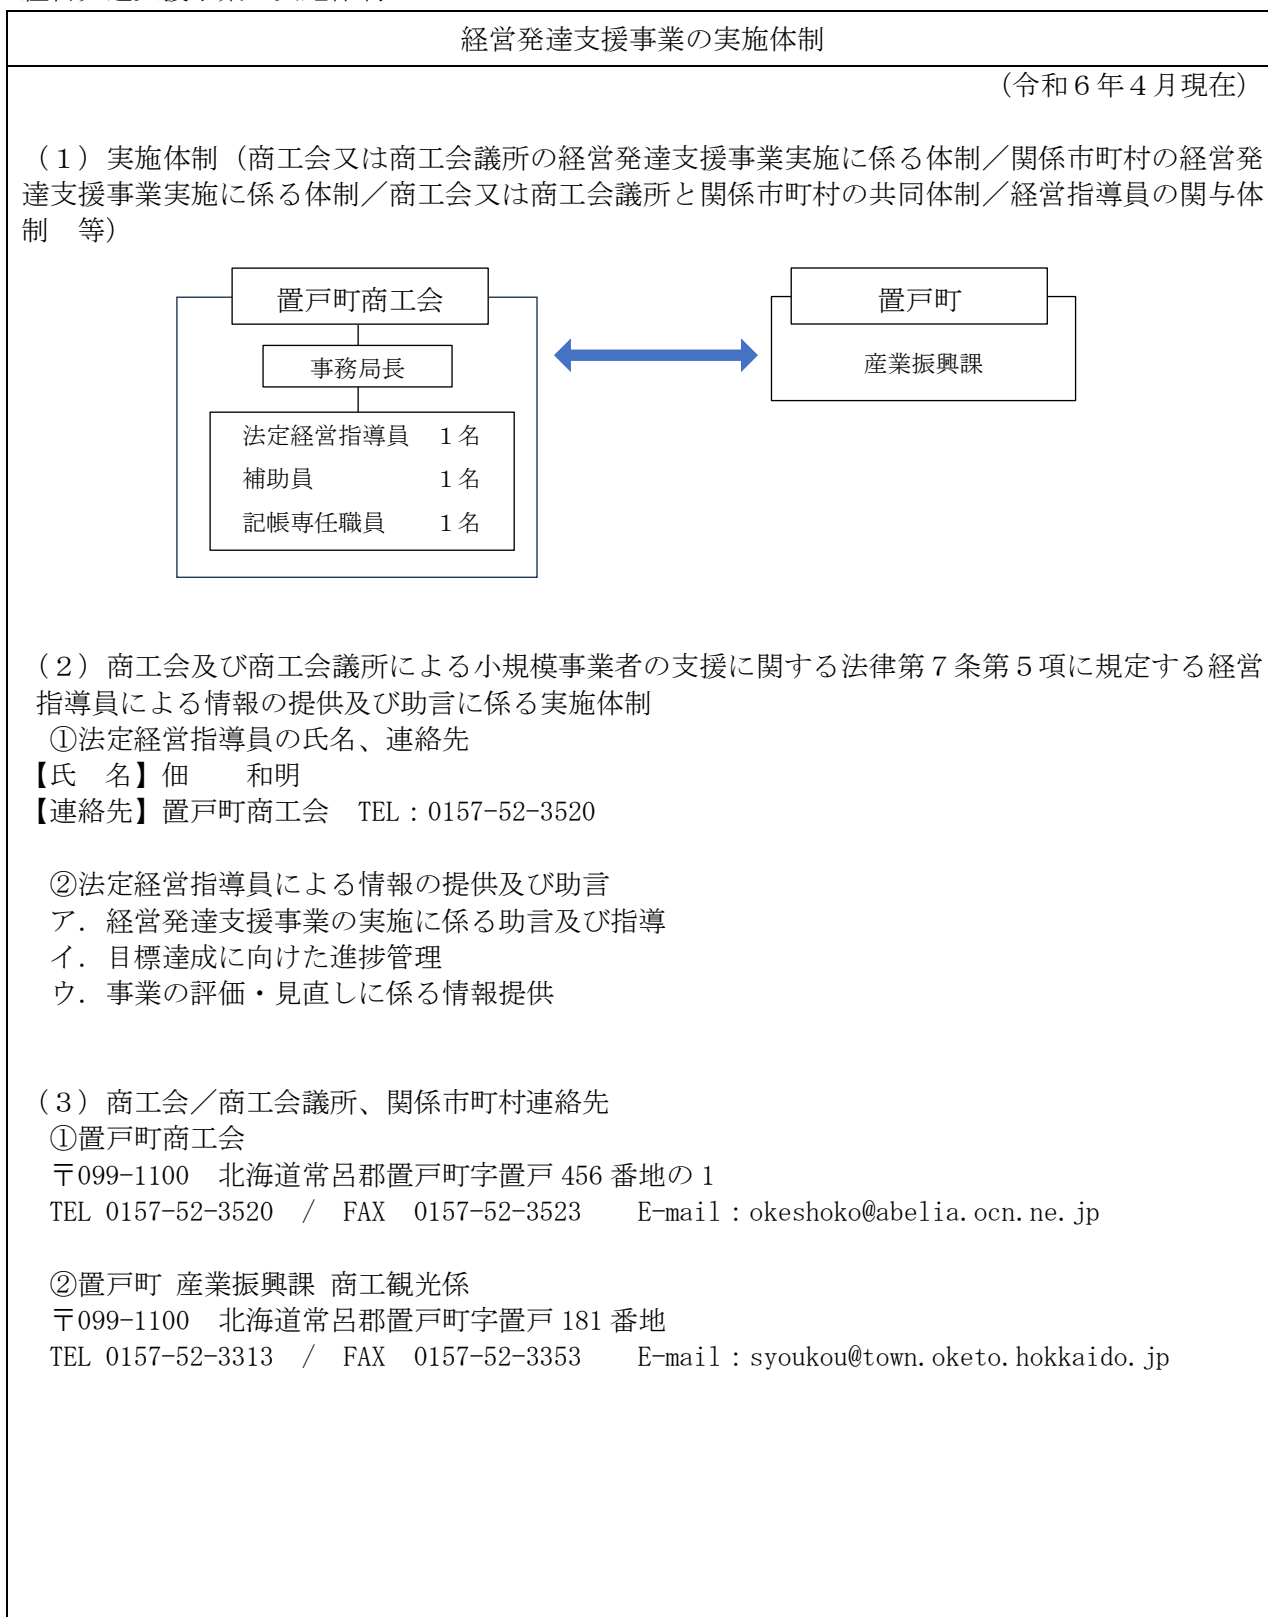 経営発達支援事業の実施体制
（令和６年４月現在）
（１）実施体制（商工会又は商工会議所の経営発達支援事業実施に係る体制／関係市町村の経営発
達支援事業実施に係る体制／商工会又は商工会議所と関係市町村の共同体制／経営指導員の関与体
制　等）
置戸町商工会
置戸町
事務局長
産業振興課
法定経営指導員　１名
補助員　１名
記帳専任職員　１名
（２）商工会及び商工会議所による小規模事業者の支援に関する法律第７条第５項に規定する経営
指導員による情報の提供及び助言に係る実施体制
①法定経営指導員の氏名、連絡先
【氏　名】佃　　和明
【連絡先】置戸町商工会　TEL：0157-52-3520
②法定経営指導員による情報の提供及び助言
ア．経営発達支援事業の実施に係る助言及び指導
イ．目標達成に向けた進捗管理
ウ．事業の評価・見直しに係る情報提供
（３）商工会／商工会議所、関係市町村連絡先
①置戸町商工会
〒099-1100　北海道常呂郡置戸町字置戸 456 番地の 1
TEL 0157-52-3520　/　FAX　0157-52-3523　　E-mail：okeshoko@abelia.ocn.ne.jp
②置戸町 産業振興課 商工観光係
〒099-1100　北海道常呂郡置戸町字置戸 181 番地
TEL 0157-52-3313　/　FAX　0157-52-3353　　E-mail：syoukou@town.oketo.hokkaido.jp